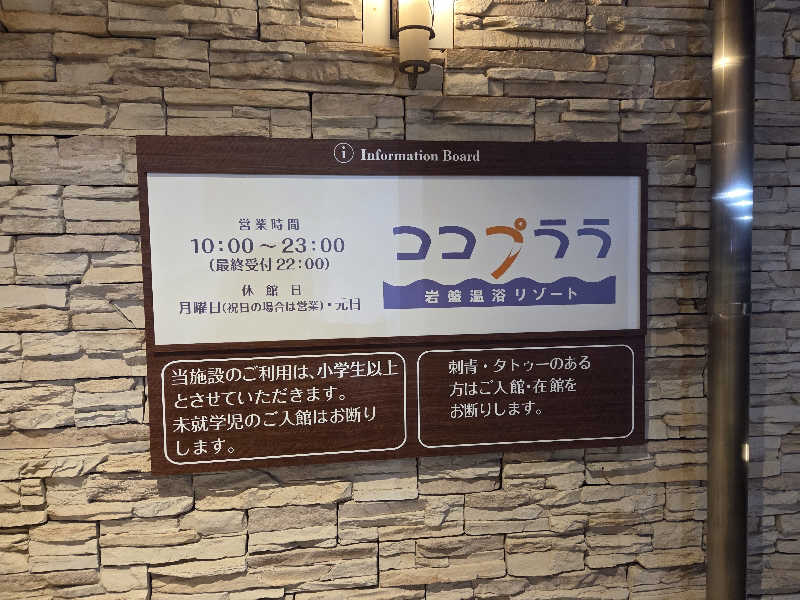 i Information Board
営業時間
10:00～23:00
(最終受付 22:00)
休館日
月曜日(祝日の場合は営業)・元日
ココプララ
岩盤温浴リゾート
当施設のご利用は、小学生以上
とさせていただきます。
未就学児のご入館はお断り
します。
刺青・タトゥーのある
方はご入館・在館を
お断りします。